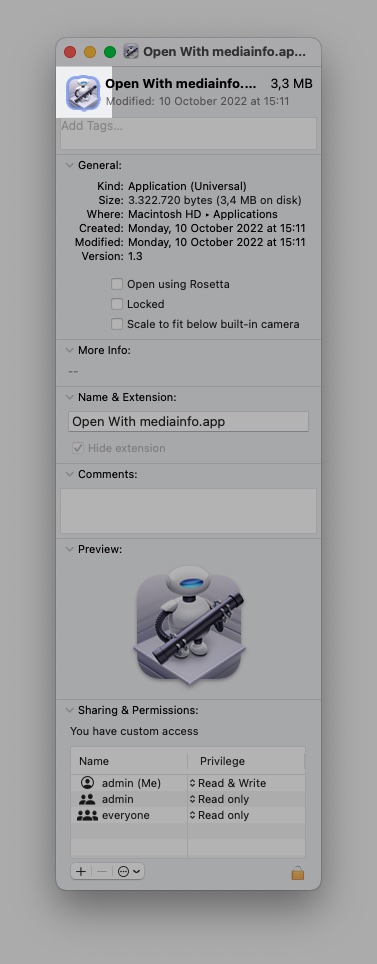 Open With mediainfo.ap...
Open With mediainfo.... 3,3 MB
Modified: 10 October 2022 at 15:11
Add Tags...
General:
Kind: Application (Universal)
Size: 3.322.720 bytes (3,4 MB on disk)
Where: Macintosh HD ▸ Applications
Created: Monday, 10 October 2022 at 15:11
Modified: Monday, 10 October 2022 at 15:11
Version: 1.3
Open using Rosetta
Locked
Scale to fit below built-in camera
More Info:
--
Name & Extension:
Open With mediainfo.app
Hide extension
Comments:
Preview:
Sharing & Permissions:
You have custom access
Name Privilege
admin (Me) Read & Write
admin Read only
everyone Read only